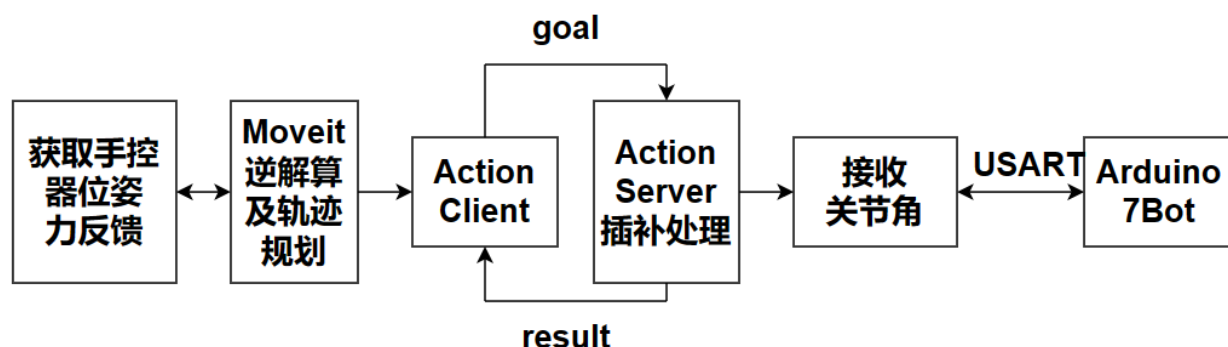 goal
获取手控
器位姿
力反馈
Moveit
逆解算
及轨迹
规划
Action
Client
Action
Server
插补处理
接收
关节角
USART
Arduino
7Bot
result